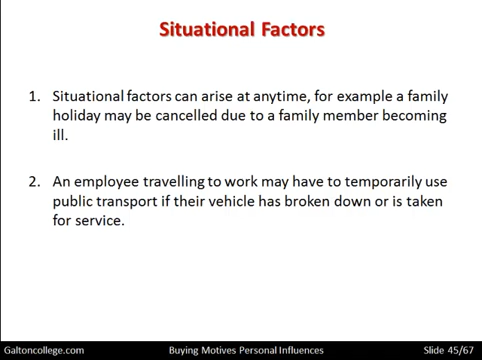 Situational Factors
1. Situational factors can arise at anytime, for example a family
holiday may be cancelled due to a family member becoming
ill.
2. An employee travelling to work may have to temporarily use
public transport if their vehicle has broken down or is taken
for service.
Galtoncollege.com Buying Motives Personal Influences Slide 45/67